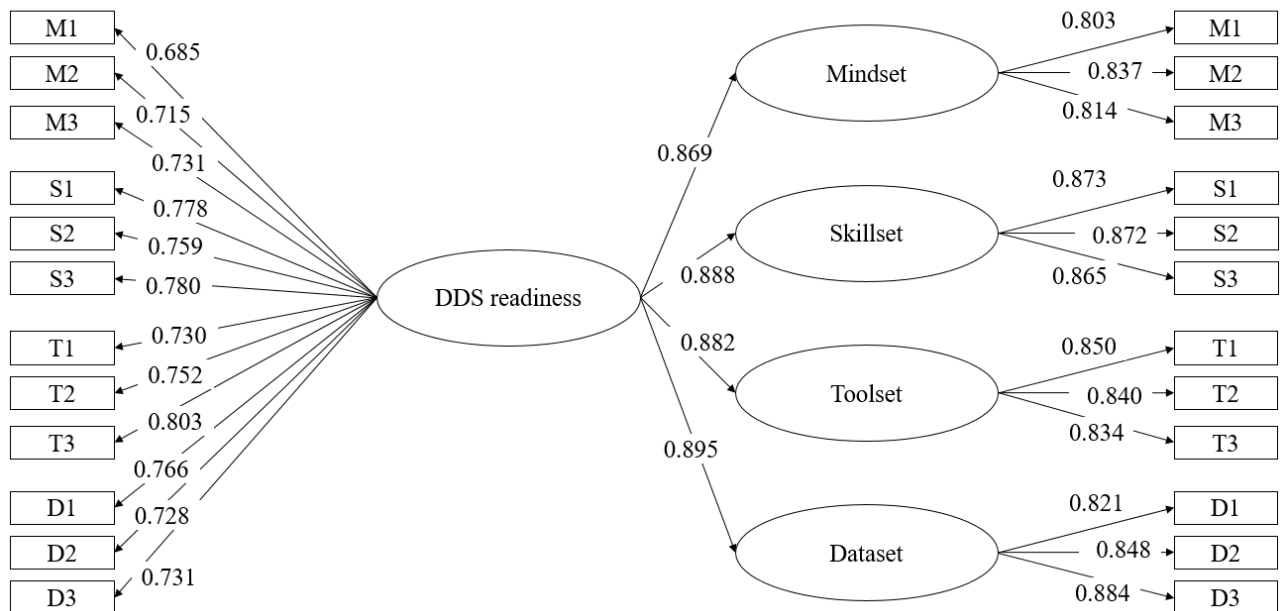 M1
0.685
M2
0.715
M3
0.731
S1
0.778
S2
0.759
S3
0.780
T1
0.730
T2
0.752
T3
0.803
D1
0.766
D2
0.728
D3
0.731
DDS readiness
0.869
0.888
0.882
0.895
Mindset
0.803
M1
0.837
M2
0.814
M3
Skillset
0.873
S1
0.872
S2
0.865
S3
Toolset
0.850
T1
0.840
T2
0.834
T3
Dataset
0.821
D1
0.848
D2
0.884
D3